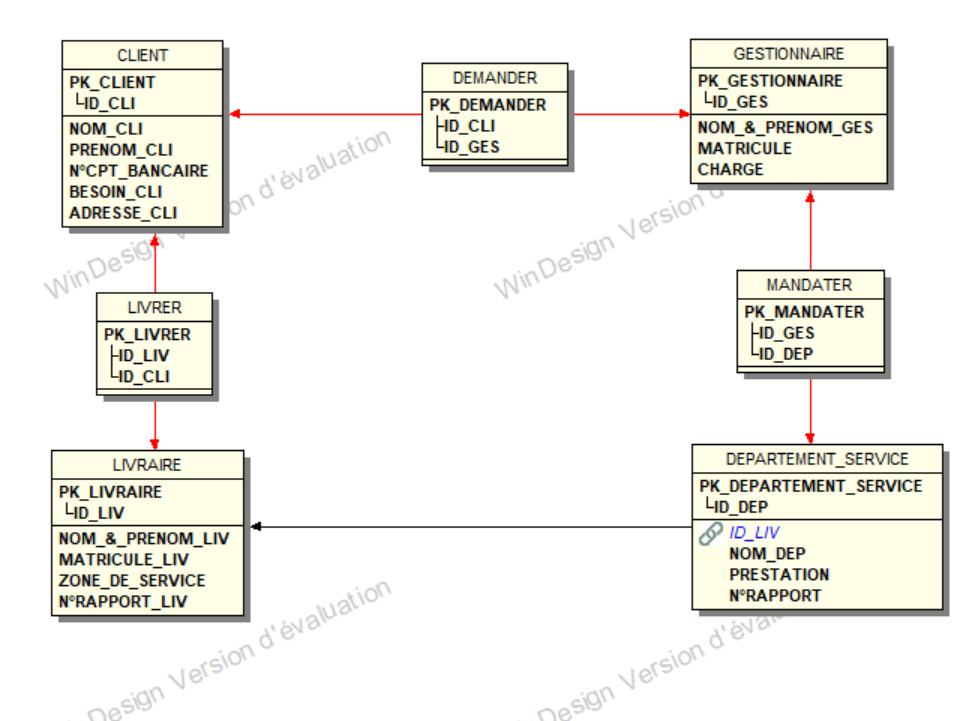 CLIENT
PK_CLIENT
ID_CLI
NOM_CLI
PRENOM_CLI
N°CPT_BANCAIRE
BESOIN_CLI
ADRESSE_CLI
DEMANDER
PK_DEMANDER
ID_CLI
ID_GES
GESTIONNAIRE
PK_GESTIONNAIRE
ID_GES
NOM_&_PRENOM_GES
MATRICULE
CHARGE
WinDesign Version d'évaluation
WinDesign Version d'
LIVRER
PK_LIVRER
ID_LIV
ID_CLI
MANDATER
PK_MANDATER
ID_GES
ID_DEP
LIVRAIRE
PK_LIVRAIRE
ID_LIV
NOM_&_PRENOM_LIV
MATRICULE_LIV
ZONE_DE_SERVICE
N°RAPPORT_LIV
DEPARTEMENT_SERVICE
PK_DEPARTEMENT_SERVICE
ID_DEP
ID_LIV
NOM_DEP
PRESTATION
N°RAPPORT
Design Version d'évaluation
Design Version d'éval